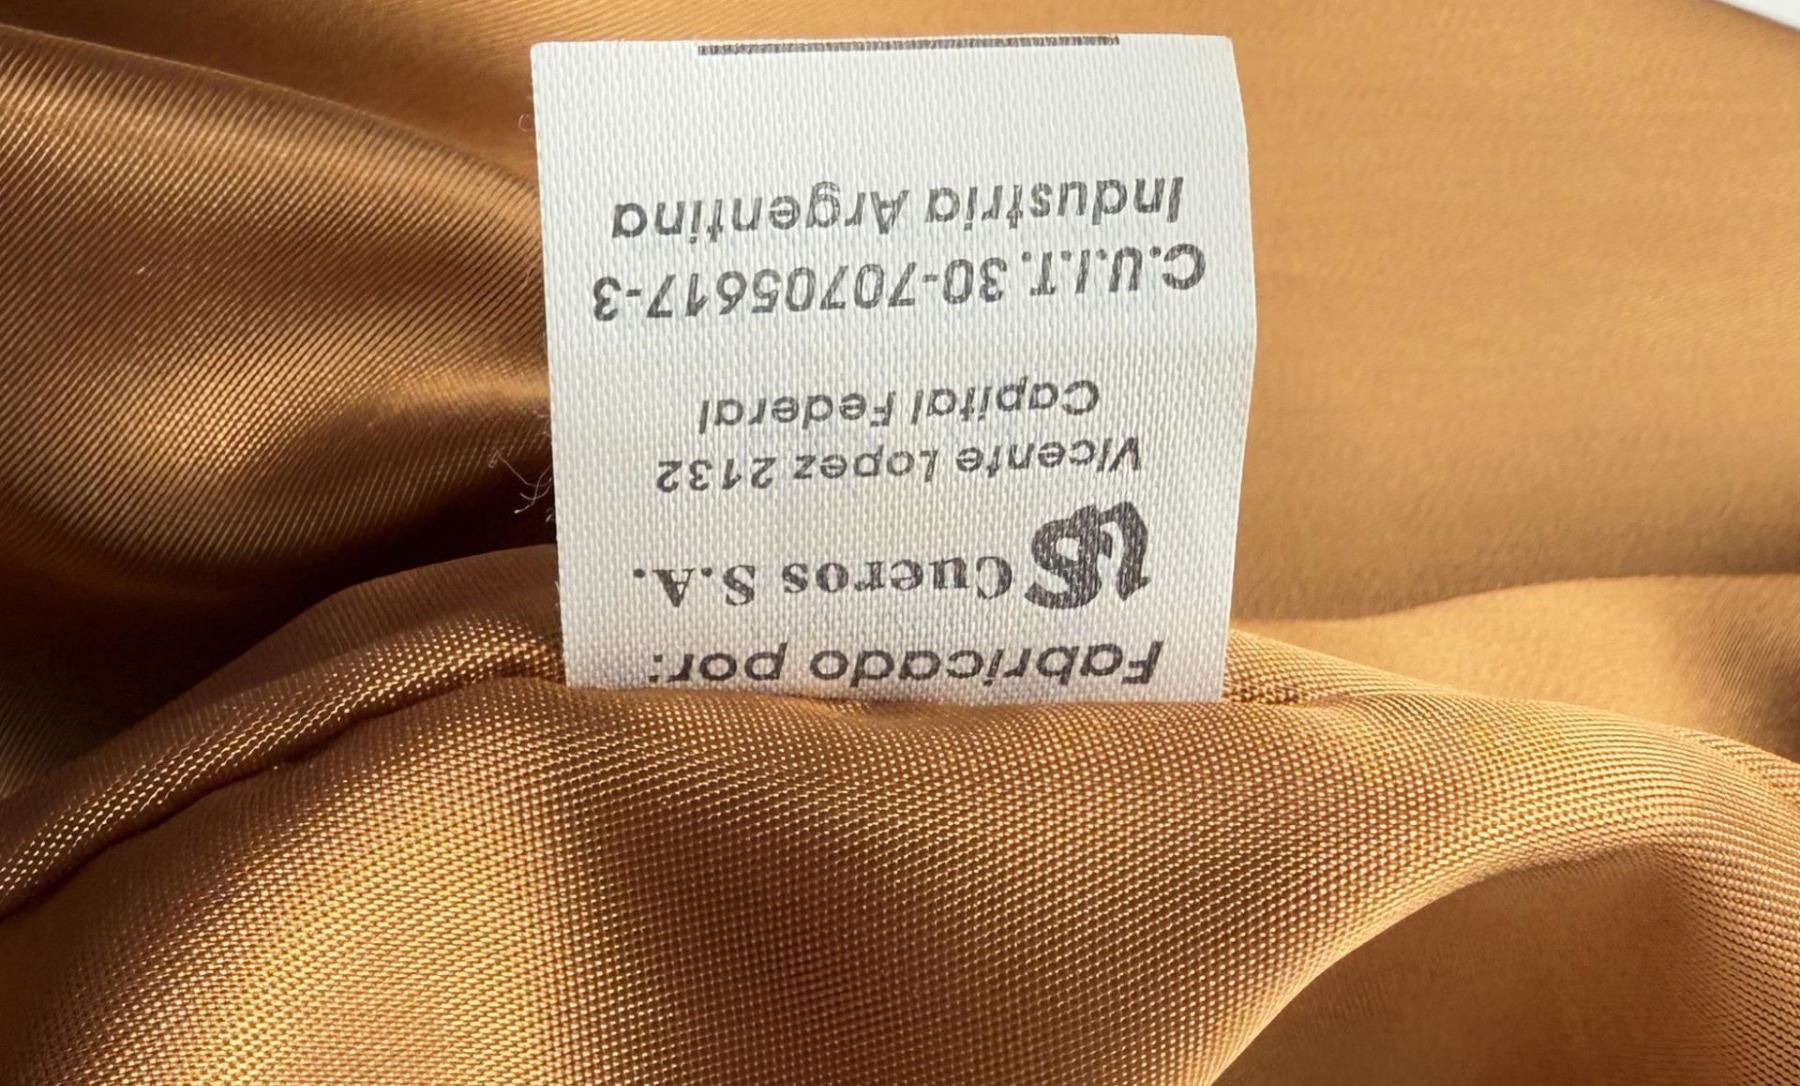 Fabricado por:
Cueros S.A.
Vicente Lopez 2132
Capital Federal
C.U.I.T. 30-70705617-3
Industria Argentina